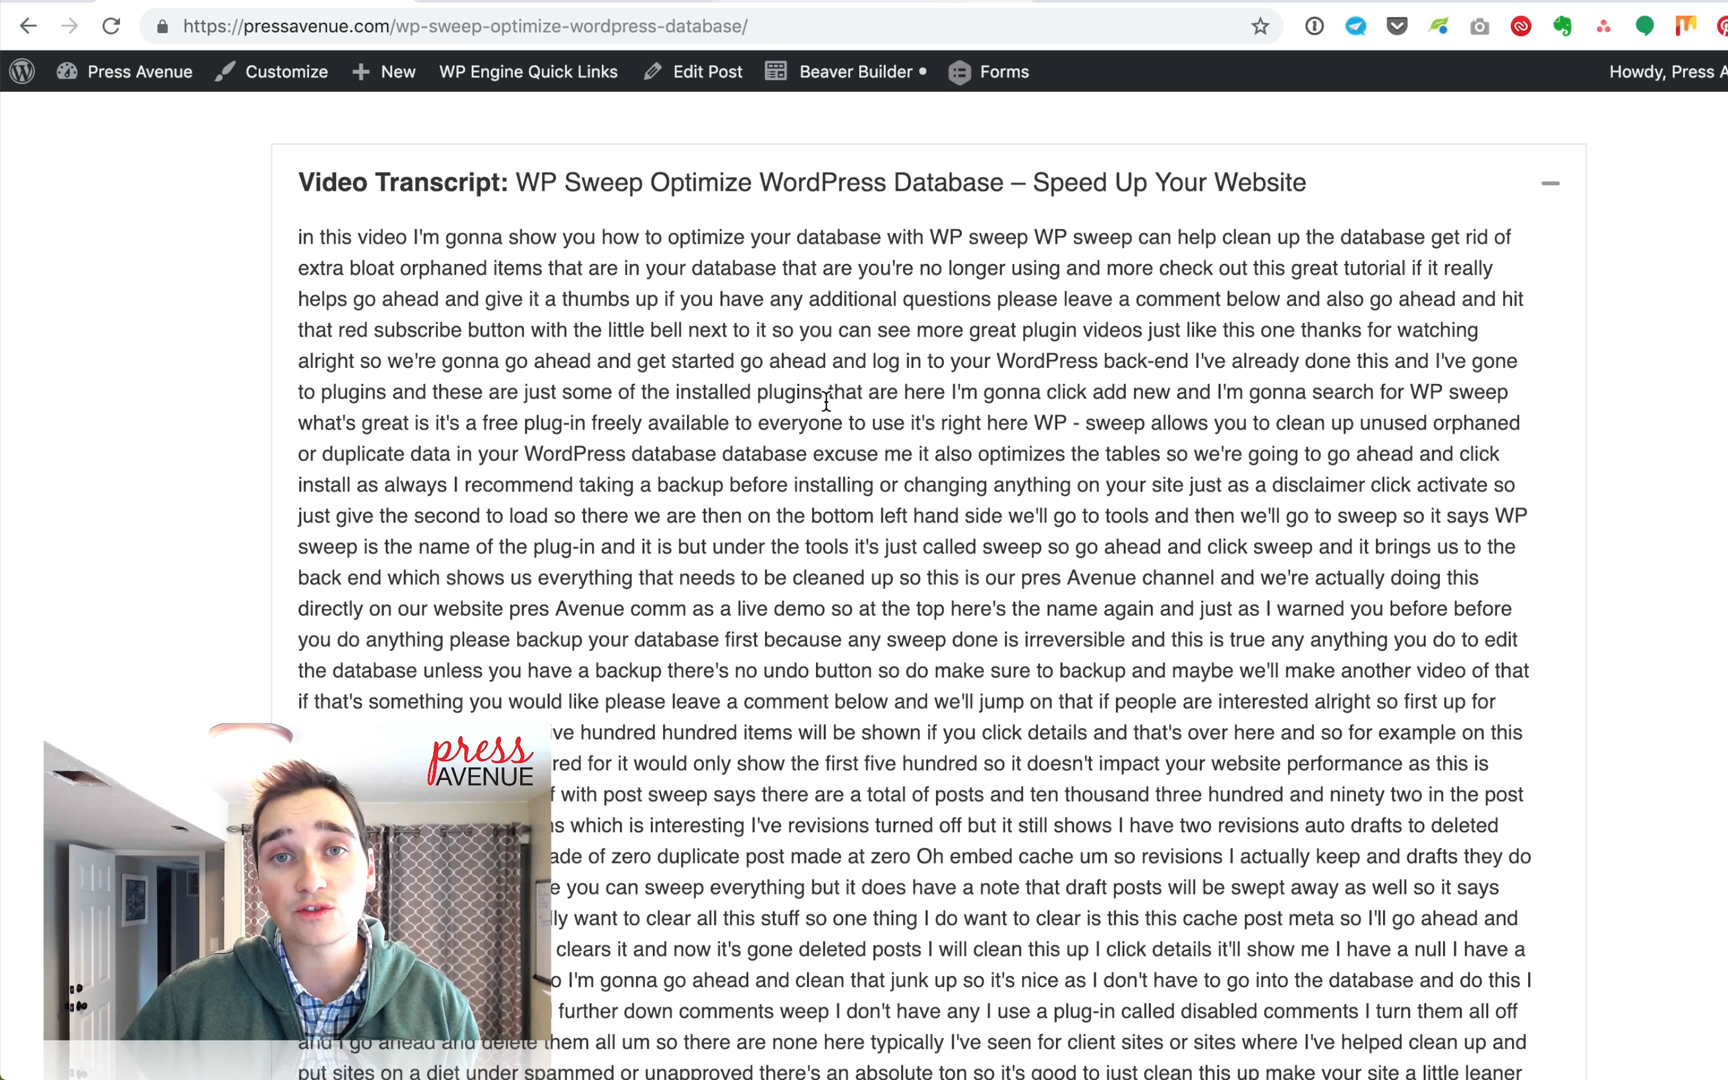 https://pressavenue.com/wp-sweep-optimize-wordpress-database/
Press Avenue Customize New WP Engine Quick Links Edit Post Beaver Builder Forms Howdy, Press A
Video Transcript: WP Sweep Optimize WordPress Database – Speed Up Your Website
in this video I'm gonna show you how to optimize your database with WP sweep WP sweep can help clean up the database get rid of
extra bloat orphaned items that are in your database that are you're no longer using and more check out this great tutorial if it really
helps go ahead and give it a thumbs up if you have any additional questions please leave a comment below and also go ahead and hit
that red subscribe button with the little bell next to it so you can see more great plugin videos just like this one thanks for watching
alright so we're gonna go ahead and get started go ahead and log in to your WordPress back-end I've already done this and I've gone
to plugins and these are just some of the installed plugins that are here I'm gonna click add new and I'm gonna search for WP sweep
what's great is it's a free plug-in freely available to everyone to use it's right here WP - sweep allows you to clean up unused orphaned
or duplicate data in your WordPress database database excuse me it also optimizes the tables so we're going to go ahead and click
install as always I recommend taking a backup before installing or changing anything on your site just as a disclaimer click activate so
just give the second to load so there we are then on the bottom left hand side we'll go to tools and then we'll go to sweep so it says WP
sweep is the name of the plug-in and it is but under the tools it's just called sweep so go ahead and click sweep and it brings us to the
back end which shows us everything that needs to be cleaned up so this is our pres Avenue channel and we're actually doing this
directly on our website pres Avenue comm as a live demo so at the top here's the name again and just as I warned you before before
you do anything please backup your database first because any sweep done is irreversible and this is true any anything you do to edit
the database unless you have a backup there's no undo button so do make sure to backup and maybe we'll make another video of that
if that's something you would like please leave a comment below and we'll jump on that if people are interested alright so first up for
ive hundred hundred items will be shown if you click details and that's over here and so for example on this
red for it would only show the first five hundred so it doesn't impact your website performance as this is
f with post sweep says there are a total of posts and ten thousand three hundred and ninety two in the post
is which is interesting I've revisions turned off but it still shows I have two revisions auto drafts to deleted
ade of zero duplicate post made at zero Oh embed cache um so revisions I actually keep and drafts they do
e you can sweep everything but it does have a note that draft posts will be swept away as well so it says
lly want to clear all this stuff so one thing I do want to clear is this this cache post meta so I'll go ahead and
clears it and now it's gone deleted posts I will clean this up I click details it'll show me I have a null I have a
o I'm gonna go ahead and clean that junk up so it's nice as I don't have to go into the database and do this I
further down comments weep I don't have any I use a plug-in called disabled comments I turn them all off
and I go ahead and delete them all um so there are none here typically I've seen for client sites or sites where I've helped clean up and
put sites on a diet under spammed or unapproved there's an absolute ton so it's good to just clean this up make your site a little leaner
press
AVENUE